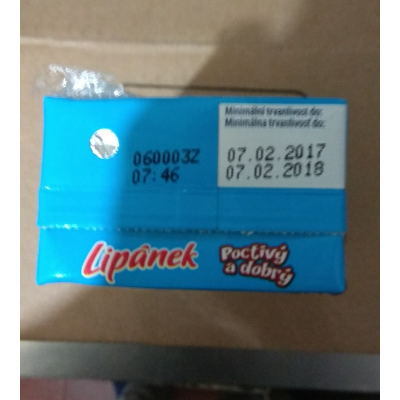 Minimální trvanlivost do:
Minimálna trvanlivosť do:
060003Z 07.02.2017
07:46 07.02.2018
Lipánek
Poctivý
a dobrý